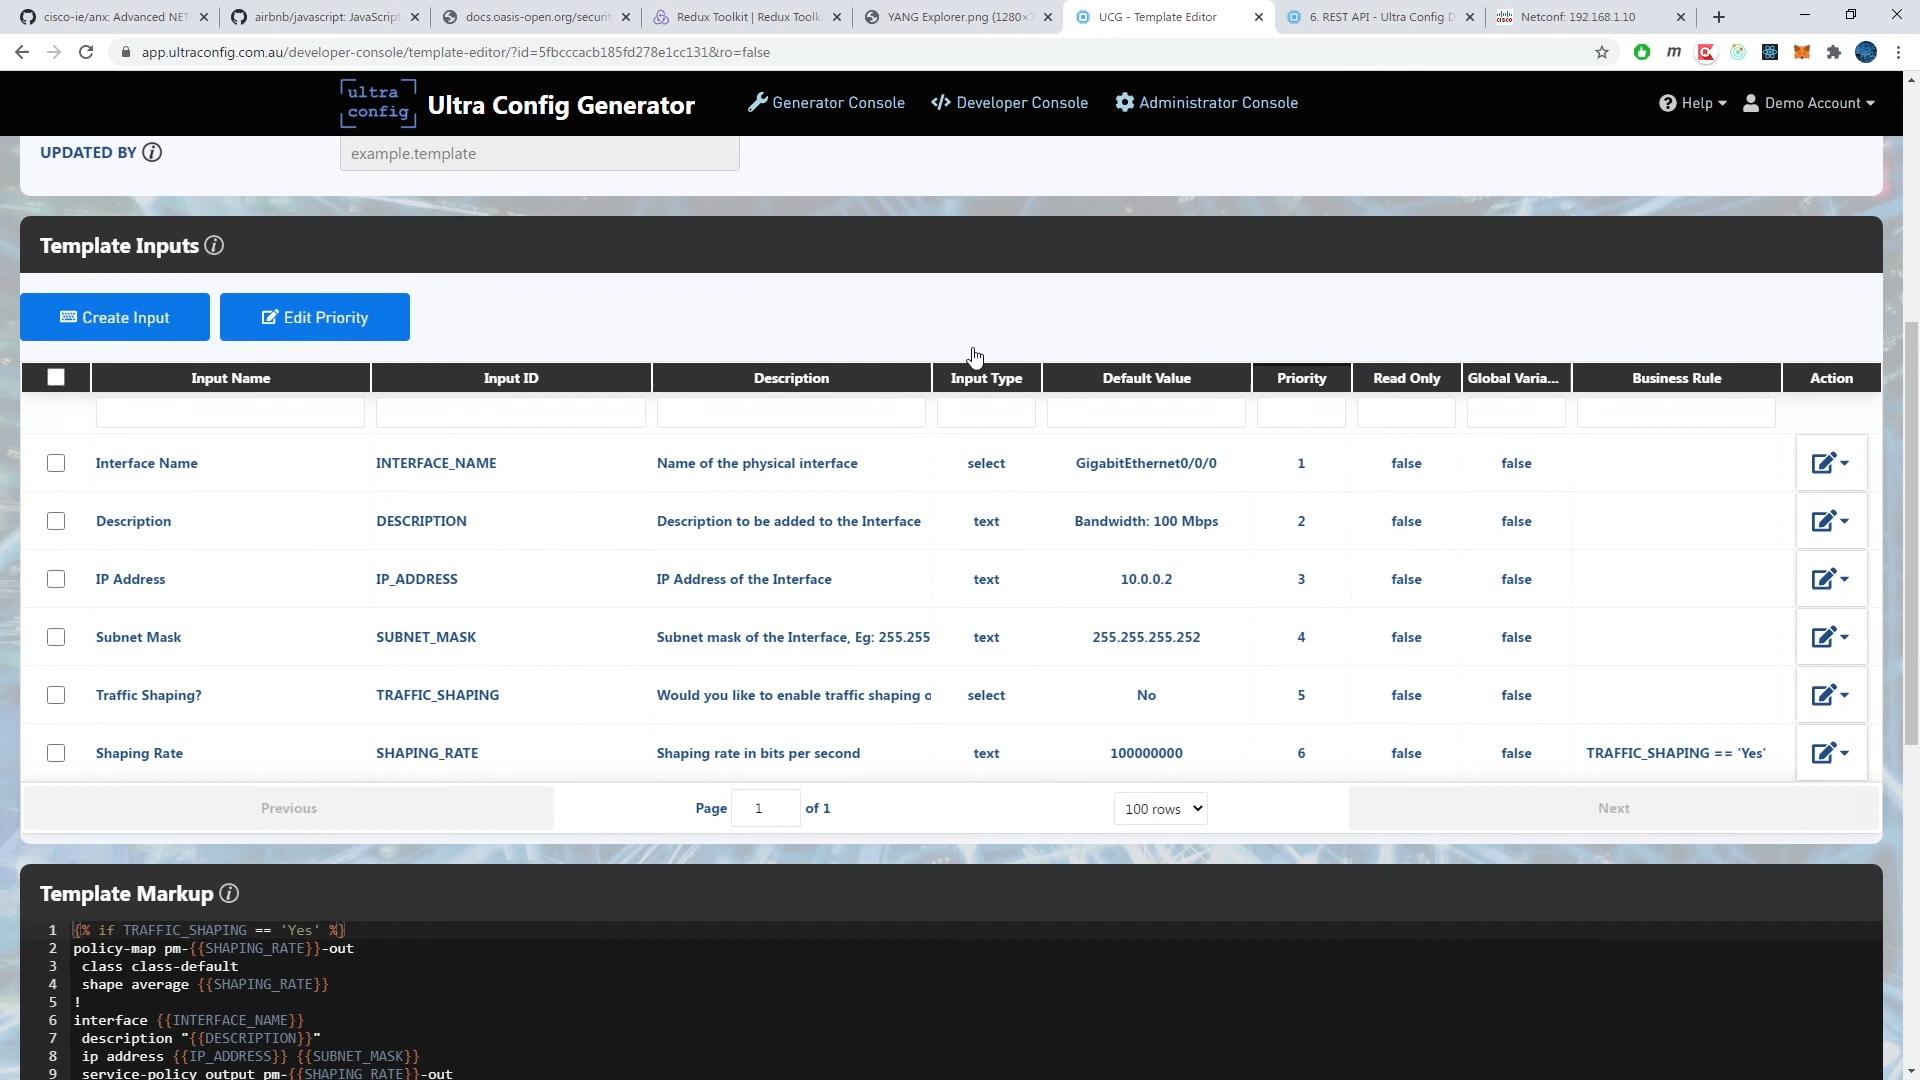 cisco-ie/anx: Advanced NET
airbnb/javascript: JavaScript
docs.oasis-open.org/securit
Redux Toolkit | Redux Toolk
YANG Explorer.png (1280×7
UCG - Template Editor
6. REST API - Ultra Config D
Netconf: 192.168.1.10
app.ultraconfig.com.au/developer-console/template-editor/?id=5fbcccacb185fd278e1cc131&ro=false
ultra
config
Ultra Config Generator
Generator Console
</> Developer Console
Administrator Console
Help
Demo Account
UPDATED BY
example.template
Template Inputs
Create Input
Edit Priority
Input Name Input ID Description Input Type Default Value Priority Read Only Global Varia... Business Rule Action
Interface Name INTERFACE_NAME Name of the physical interface select GigabitEthernet0/0/0 1 false false
Description DESCRIPTION Description to be added to the Interface text Bandwidth: 100 Mbps 2 false false
IP Address IP_ADDRESS IP Address of the Interface text 10.0.0.2 3 false false
Subnet Mask SUBNET_MASK Subnet mask of the Interface, Eg: 255.255 text 255.255.255.252 4 false false
Traffic Shaping? TRAFFIC_SHAPING Would you like to enable traffic shaping o select No 5 false false
Shaping Rate SHAPING_RATE Shaping rate in bits per second text 100000000 6 false false TRAFFIC_SHAPING == 'Yes'
Previous Page 1 of 1 100 rows Next
Template Markup
1 {% if TRAFFIC_SHAPING == 'Yes' %}
2 policy-map pm-{{SHAPING_RATE}}-out
3 class class-default
4 shape average {{SHAPING_RATE}}
5 !
6 interface {{INTERFACE_NAME}}
7 description "{{DESCRIPTION}}"
8 ip address {{IP_ADDRESS}} {{SUBNET_MASK}}
9 service-policy output pm-{{SHAPING_RATE}}-out